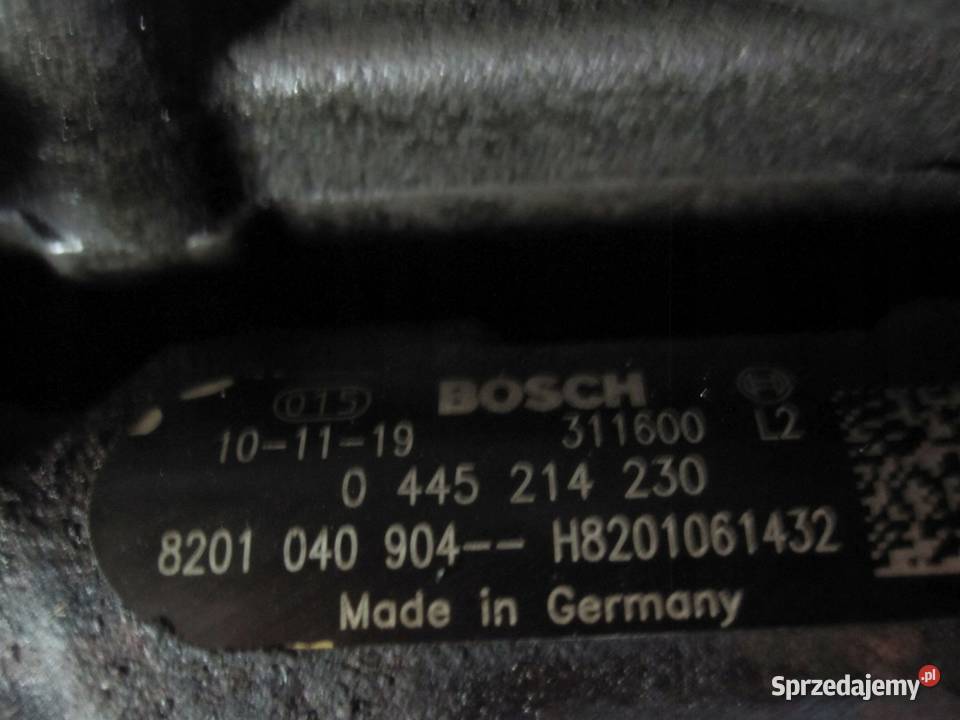 015 BOSCH
10-11-19 311600 L2
0 445 214 230
8201 040 904-- H8201061432
Made in Germany
Sprzedajemy.pl